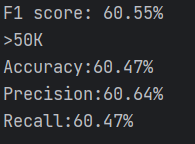 F1 score: 60.55%
>50K
Accuracy:60.47%
Precision:60.64%
Recall:60.47%